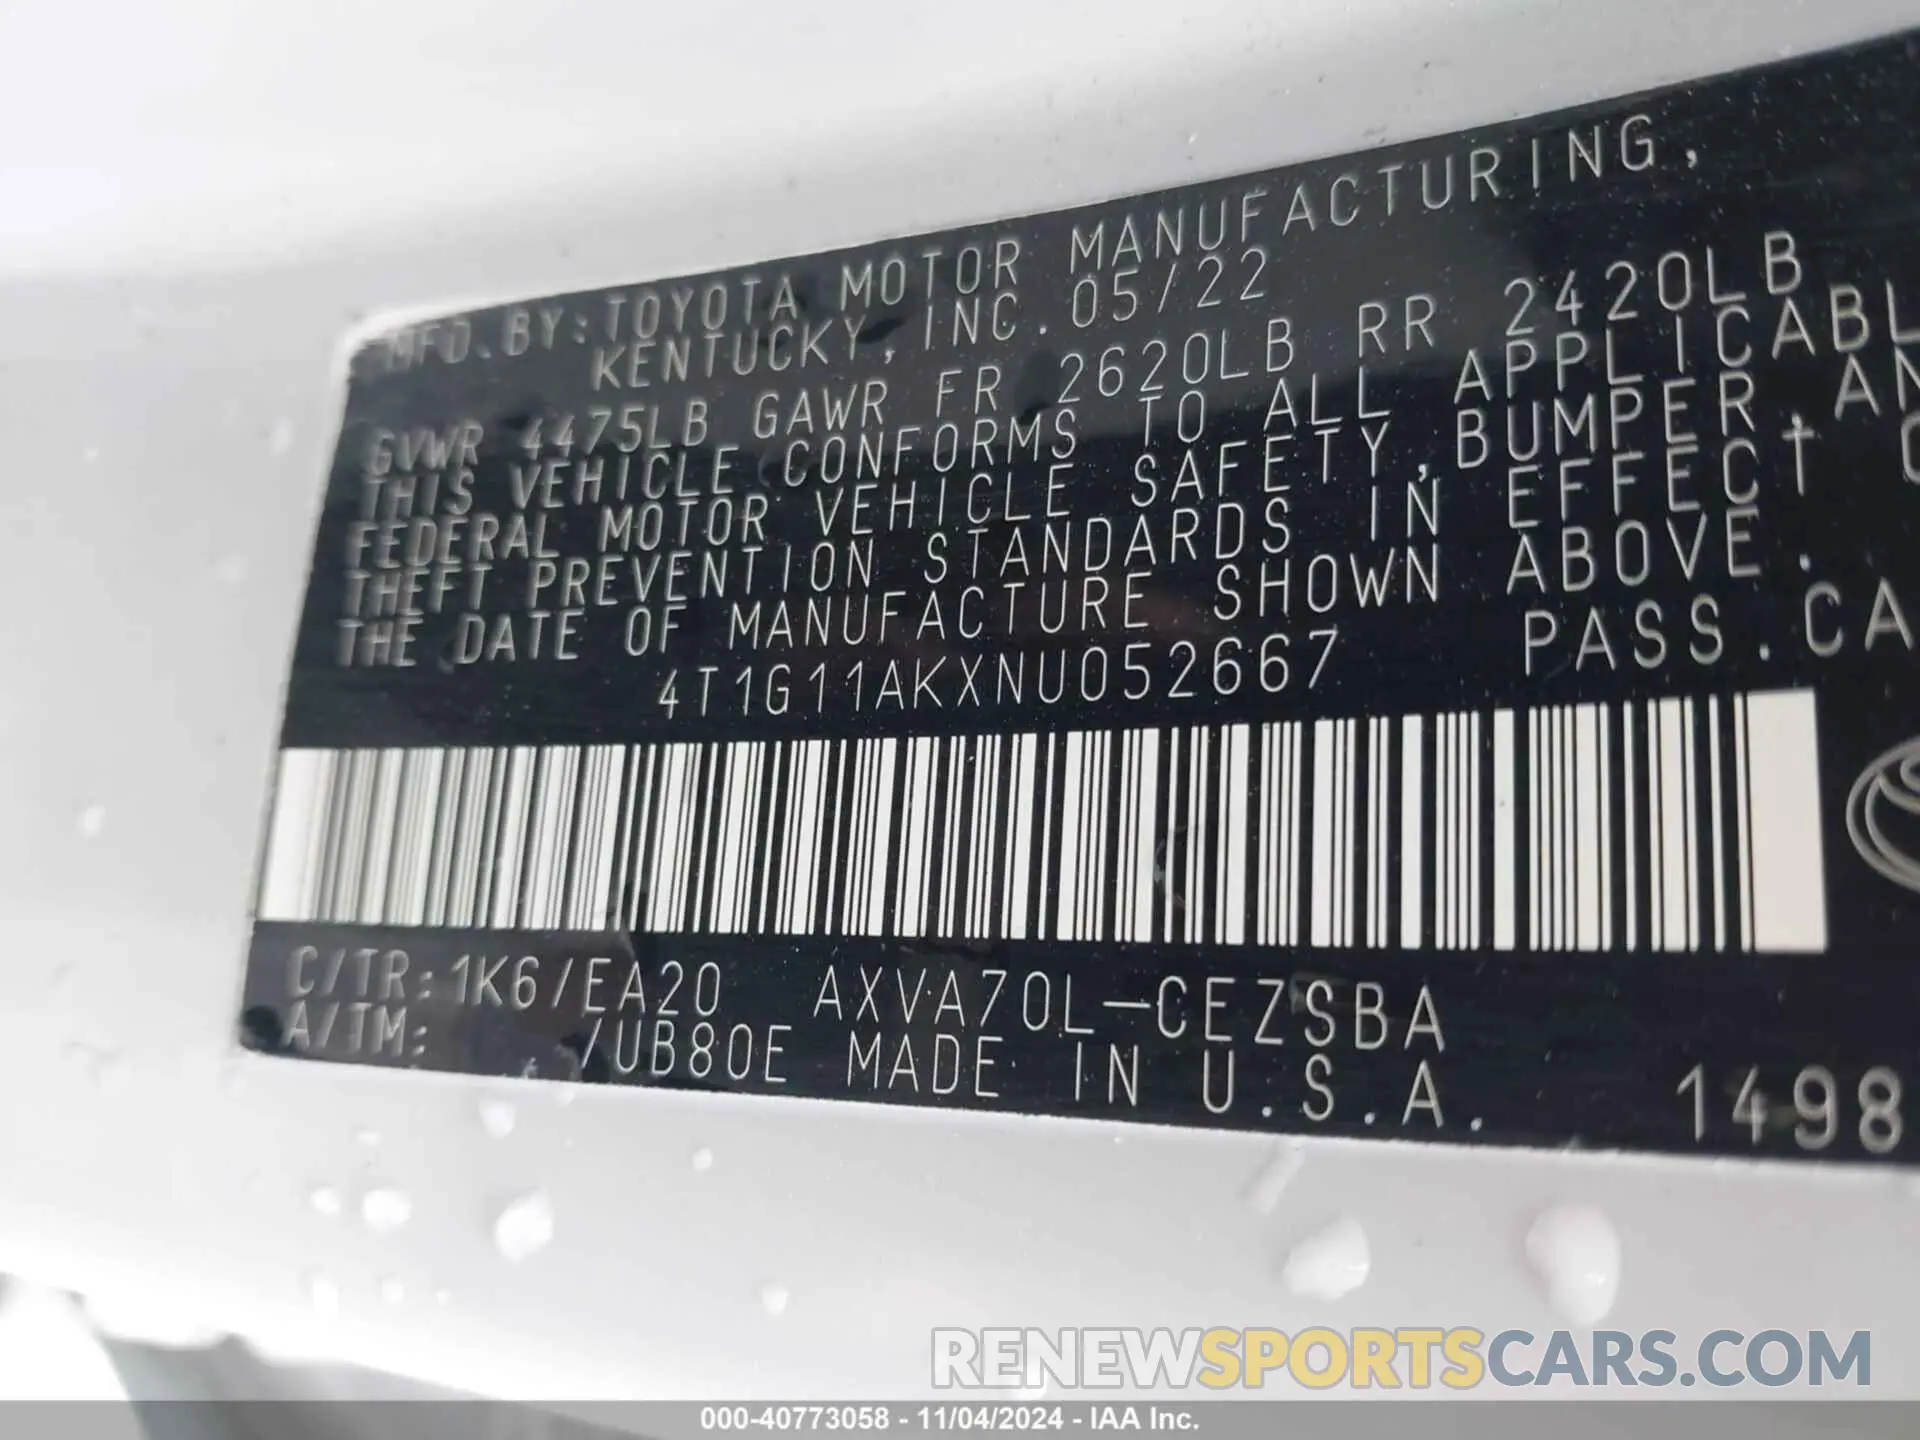 MFD. BY: TOYOTA MOTOR MANUFACTURING,
KENTUCKY, INC. 05/22
GVWR 4475LB GAWR FR 2620LB RR 2420LB
THIS VEHICLE CONFORMS TO ALL APPLICABL
FEDERAL MOTOR VEHICLE SAFETY, BUMPER, AN
THEFT PREVENTION STANDARDS IN EFFECT O
THE DATE OF MANUFACTURE SHOWN ABOVE.
4T1G11AKXNU052667 PASS.CA
C/TR: 1K6/EA20 AXVA70L-CEZSBA
A/TM: /UB80E MADE IN U.S.A. 1498
RENEWSPORTSCARS.COM
000-40773058 - 11/04/2024 - IAA Inc.